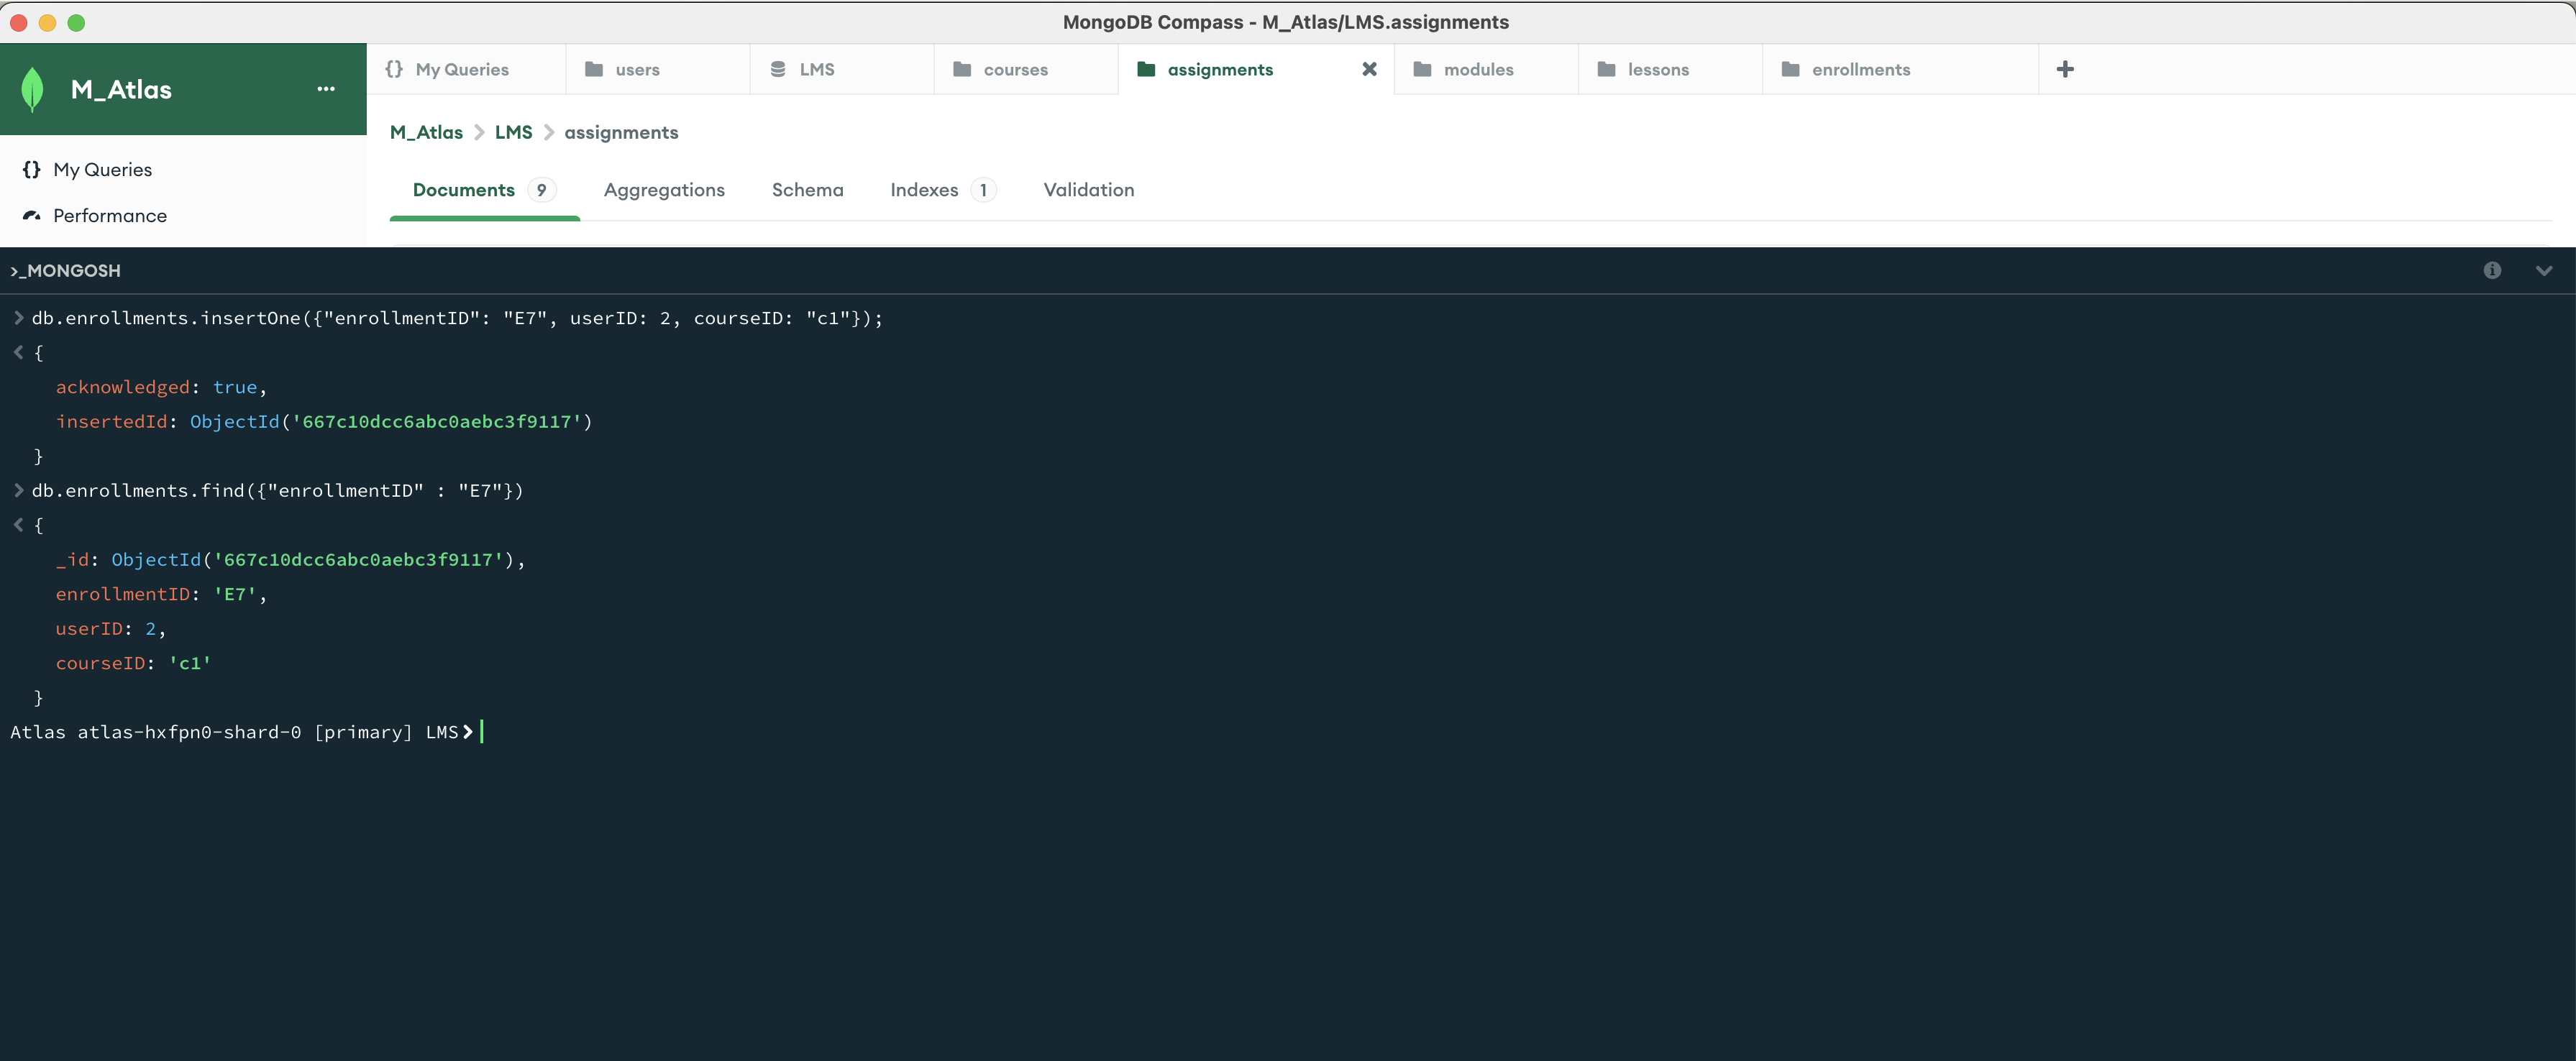 MongoDB Compass - M_Atlas/LMS.assignments
M_Atlas ••• {} My Queries users LMS courses assignments modules lessons enrollments
M_Atlas > LMS > assignments
{} My Queries
Documents 9 Aggregations Schema Indexes 1 Validation
Performance
>_MONGOSH
> db.enrollments.insertOne({"enrollmentID": "E7", userID: 2, courseID: "c1"});
< {
acknowledged: true,
insertedId: ObjectId('667c10dcc6abc0aebc3f9117')
}
> db.enrollments.find({"enrollmentID" : "E7"})
< {
_id: ObjectId('667c10dcc6abc0aebc3f9117'),
enrollmentID: 'E7',
userID: 2,
courseID: 'c1'
}
Atlas atlas-hxfpn0-shard-0 [primary] LMS>